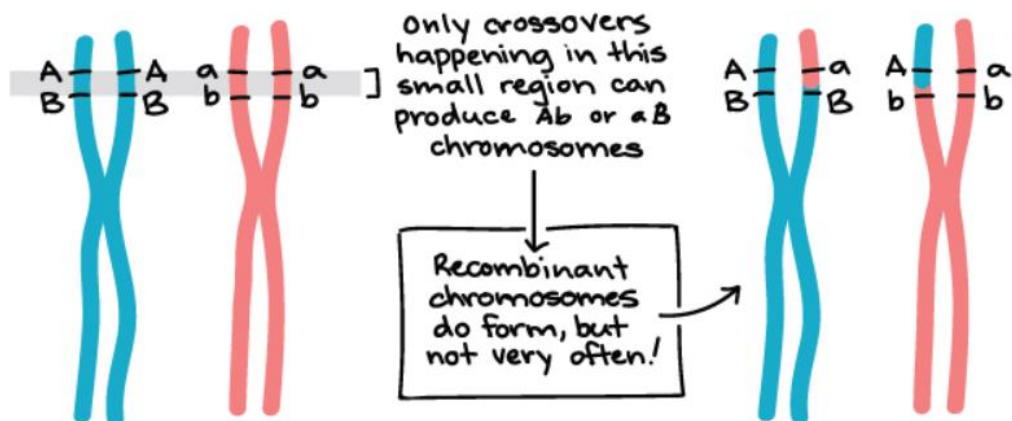 A A a a
B B b b
only crossovers
happening in this
small region can
produce Ab or aB
chromosomes
Recombinant
chromosomes
do form, but
not very often!
A a A a
B B b b